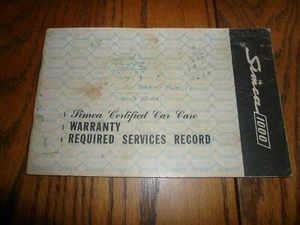 Simca Certified Car Care
WARRANTY
REQUIRED SERVICES RECORD
Simca 1000